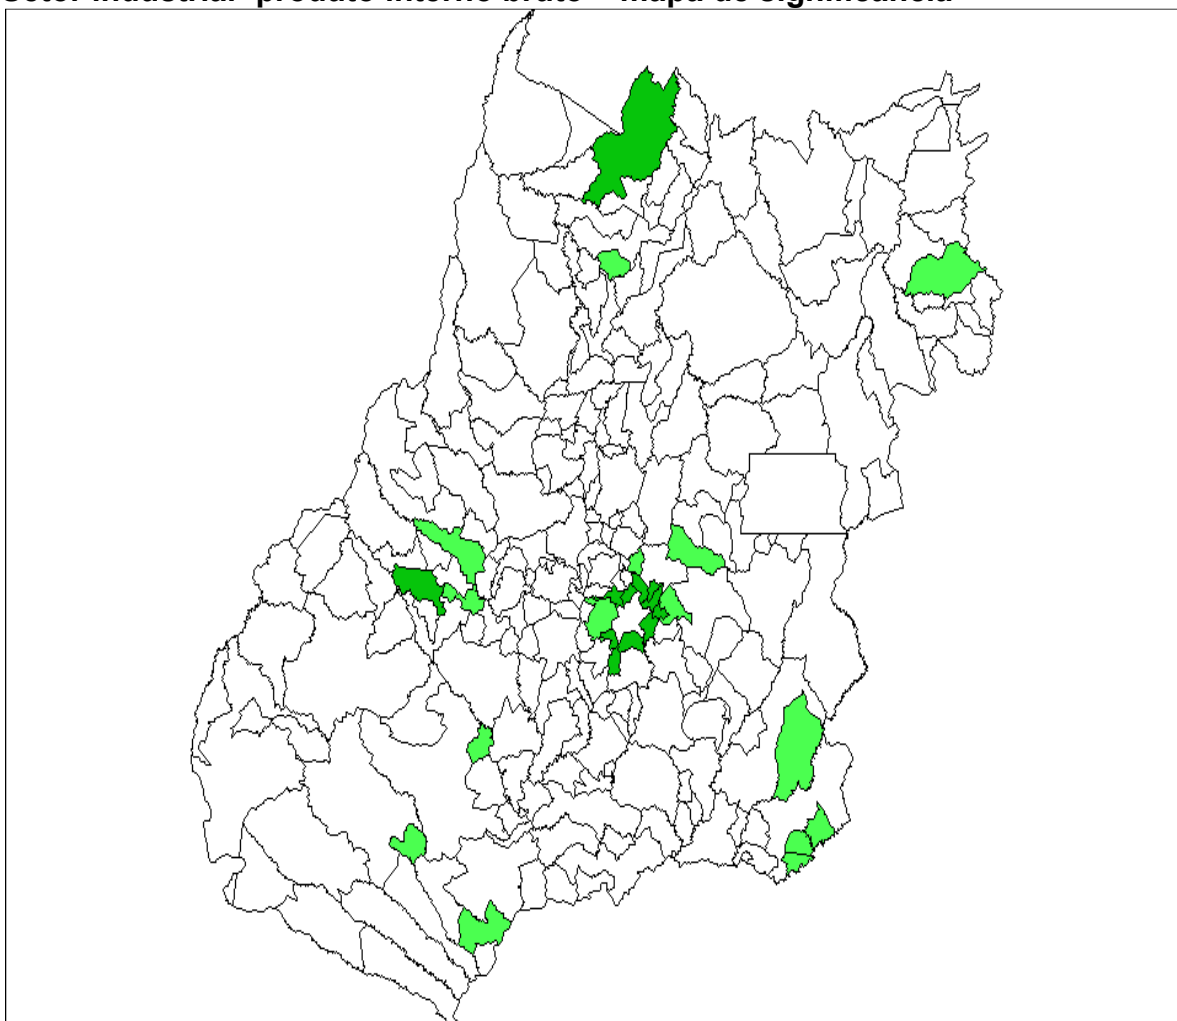 Setor industrial- produto interno bruto – mapa de significância